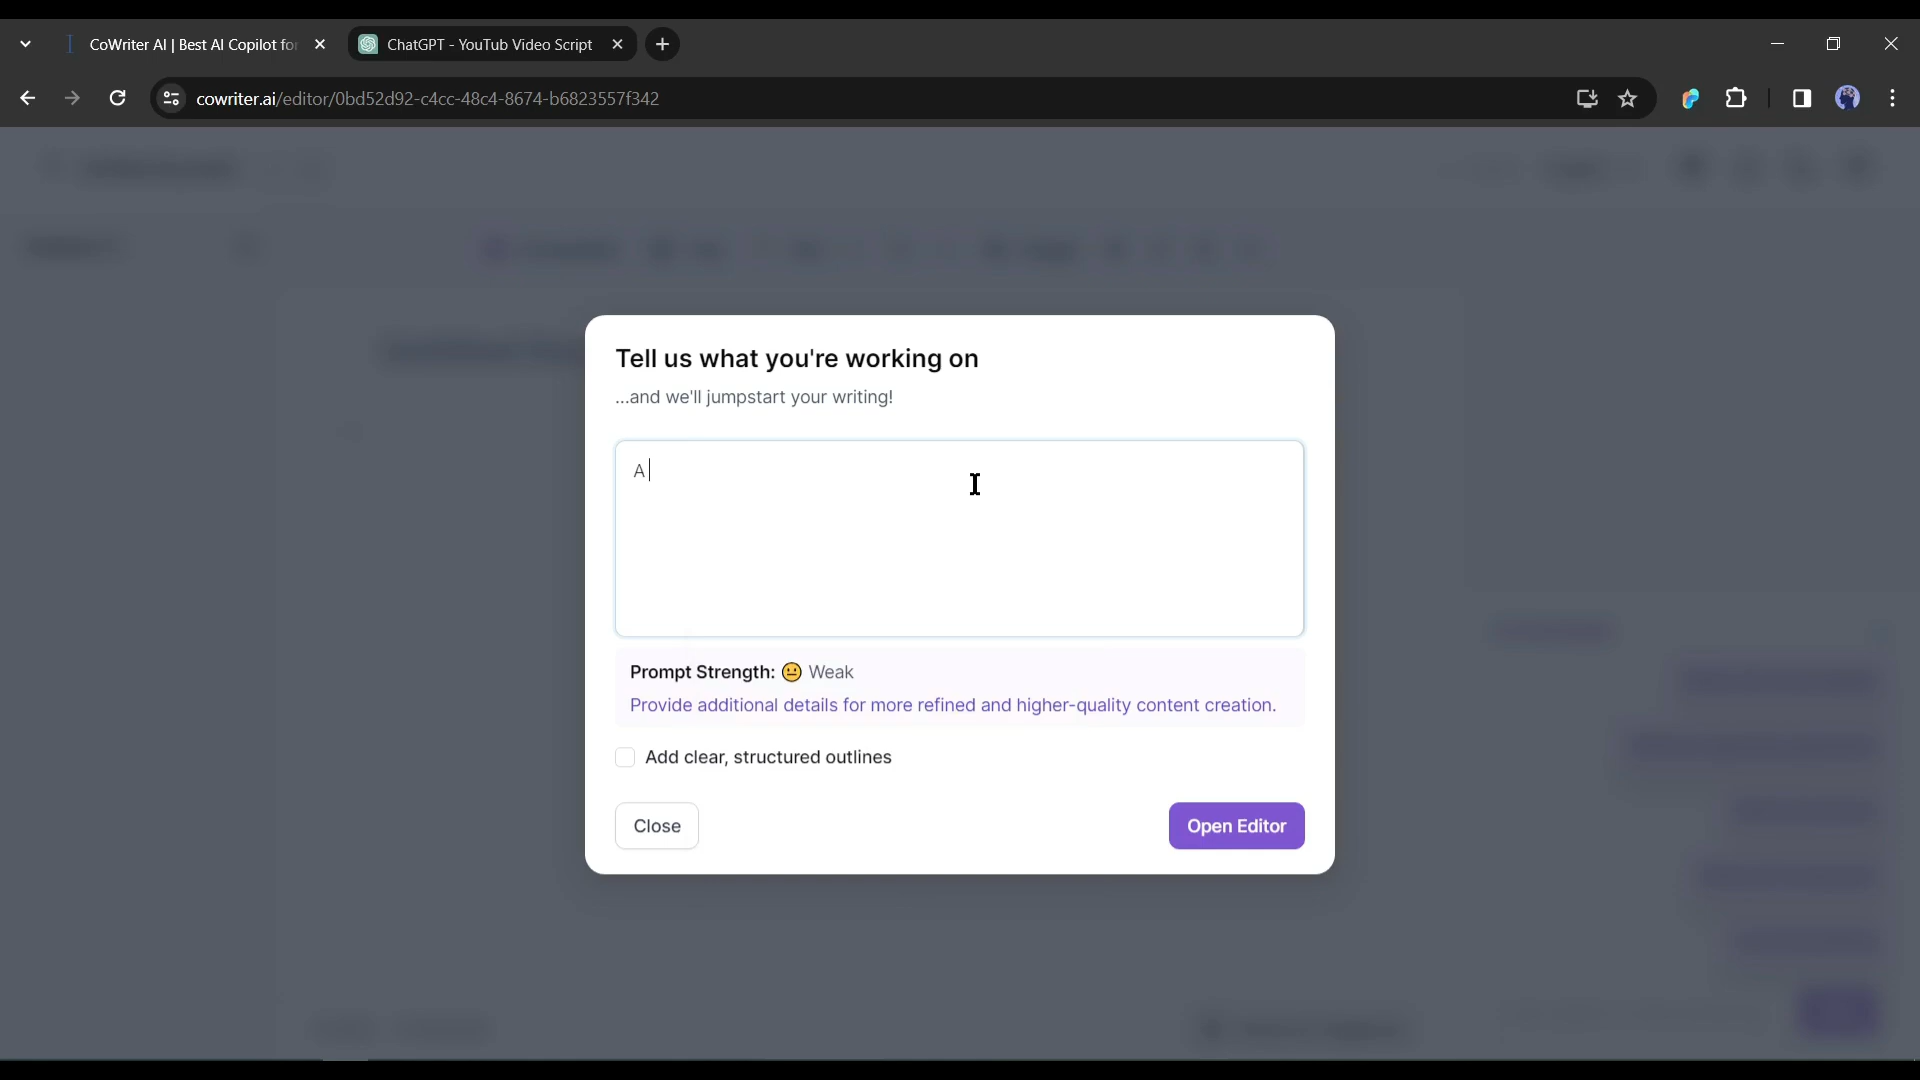 CoWriter AI | Best AI Copilot for
ChatGPT - YouTub Video Script
cowriter.ai/editor/0bd52d92-c4cc-48c4-8674-b6823557f342
Tell us what you're working on
...and we'll jumpstart your writing!
A
Prompt Strength: 😐 Weak
Provide additional details for more refined and higher-quality content creation.
Add clear, structured outlines
Close
Open Editor